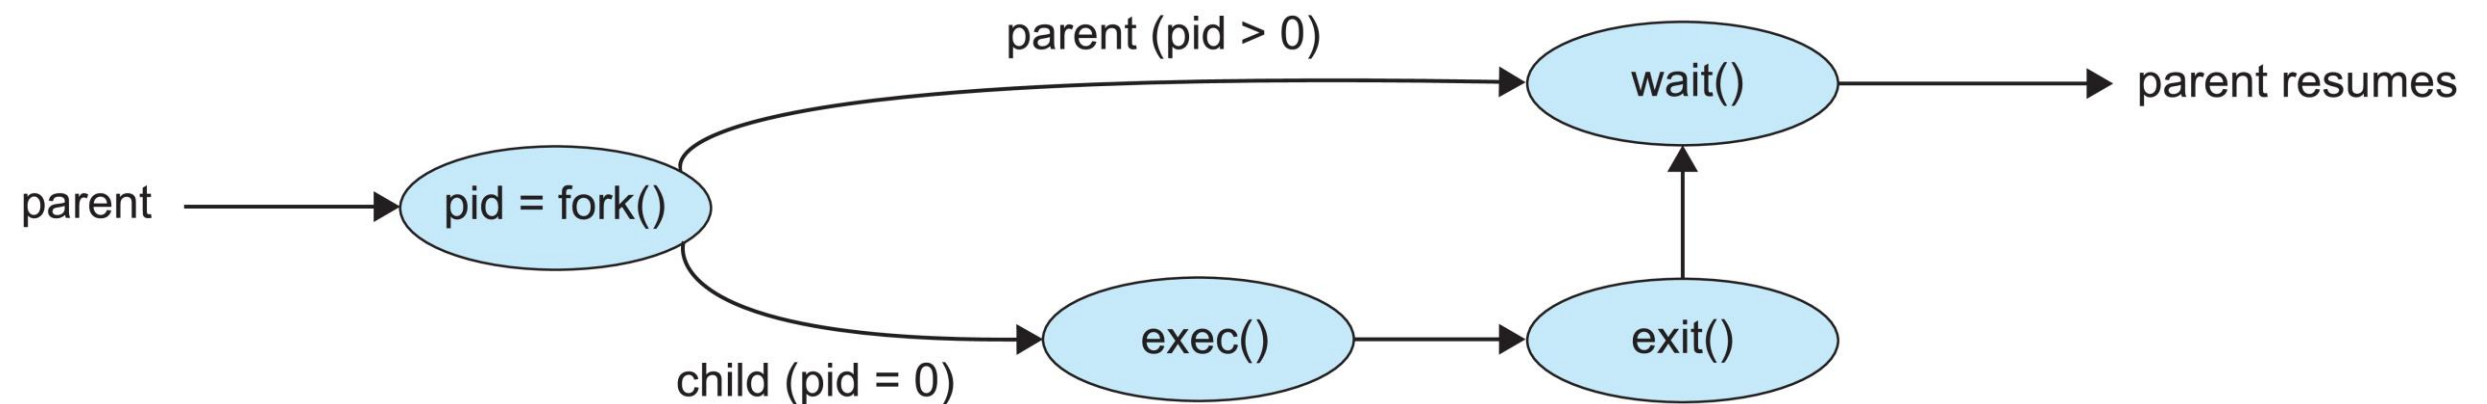 parent
pid = fork()
parent (pid > 0)
wait()
parent resumes
child (pid = 0)
exec()
exit()